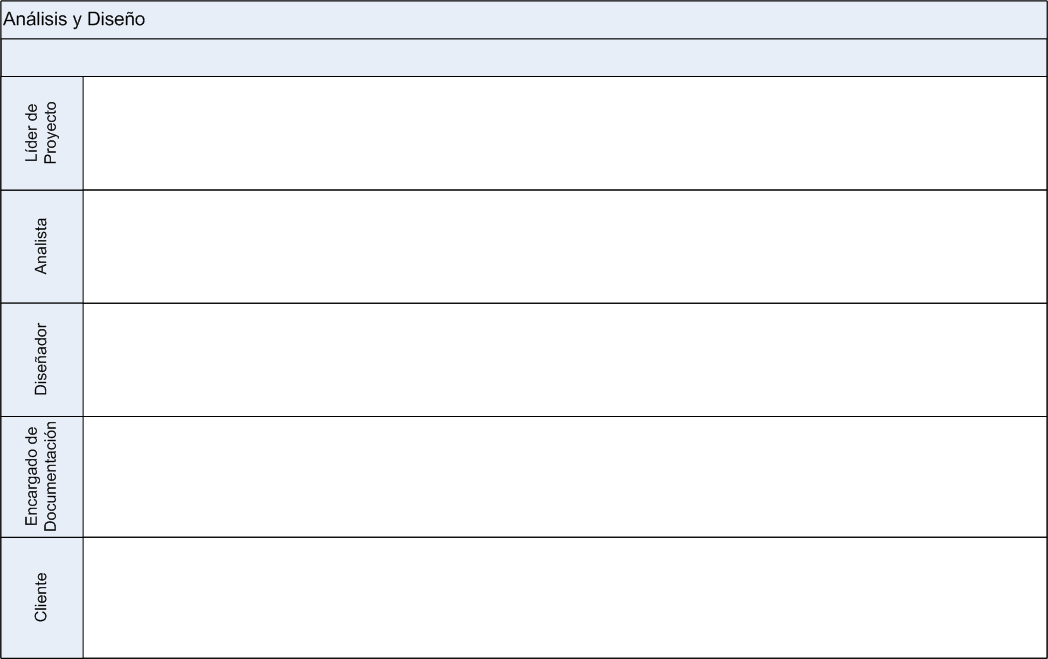 Análisis y Diseño
Líder de
Proyecto
Analista
Diseñador
Encargado de
Documentación
Cliente